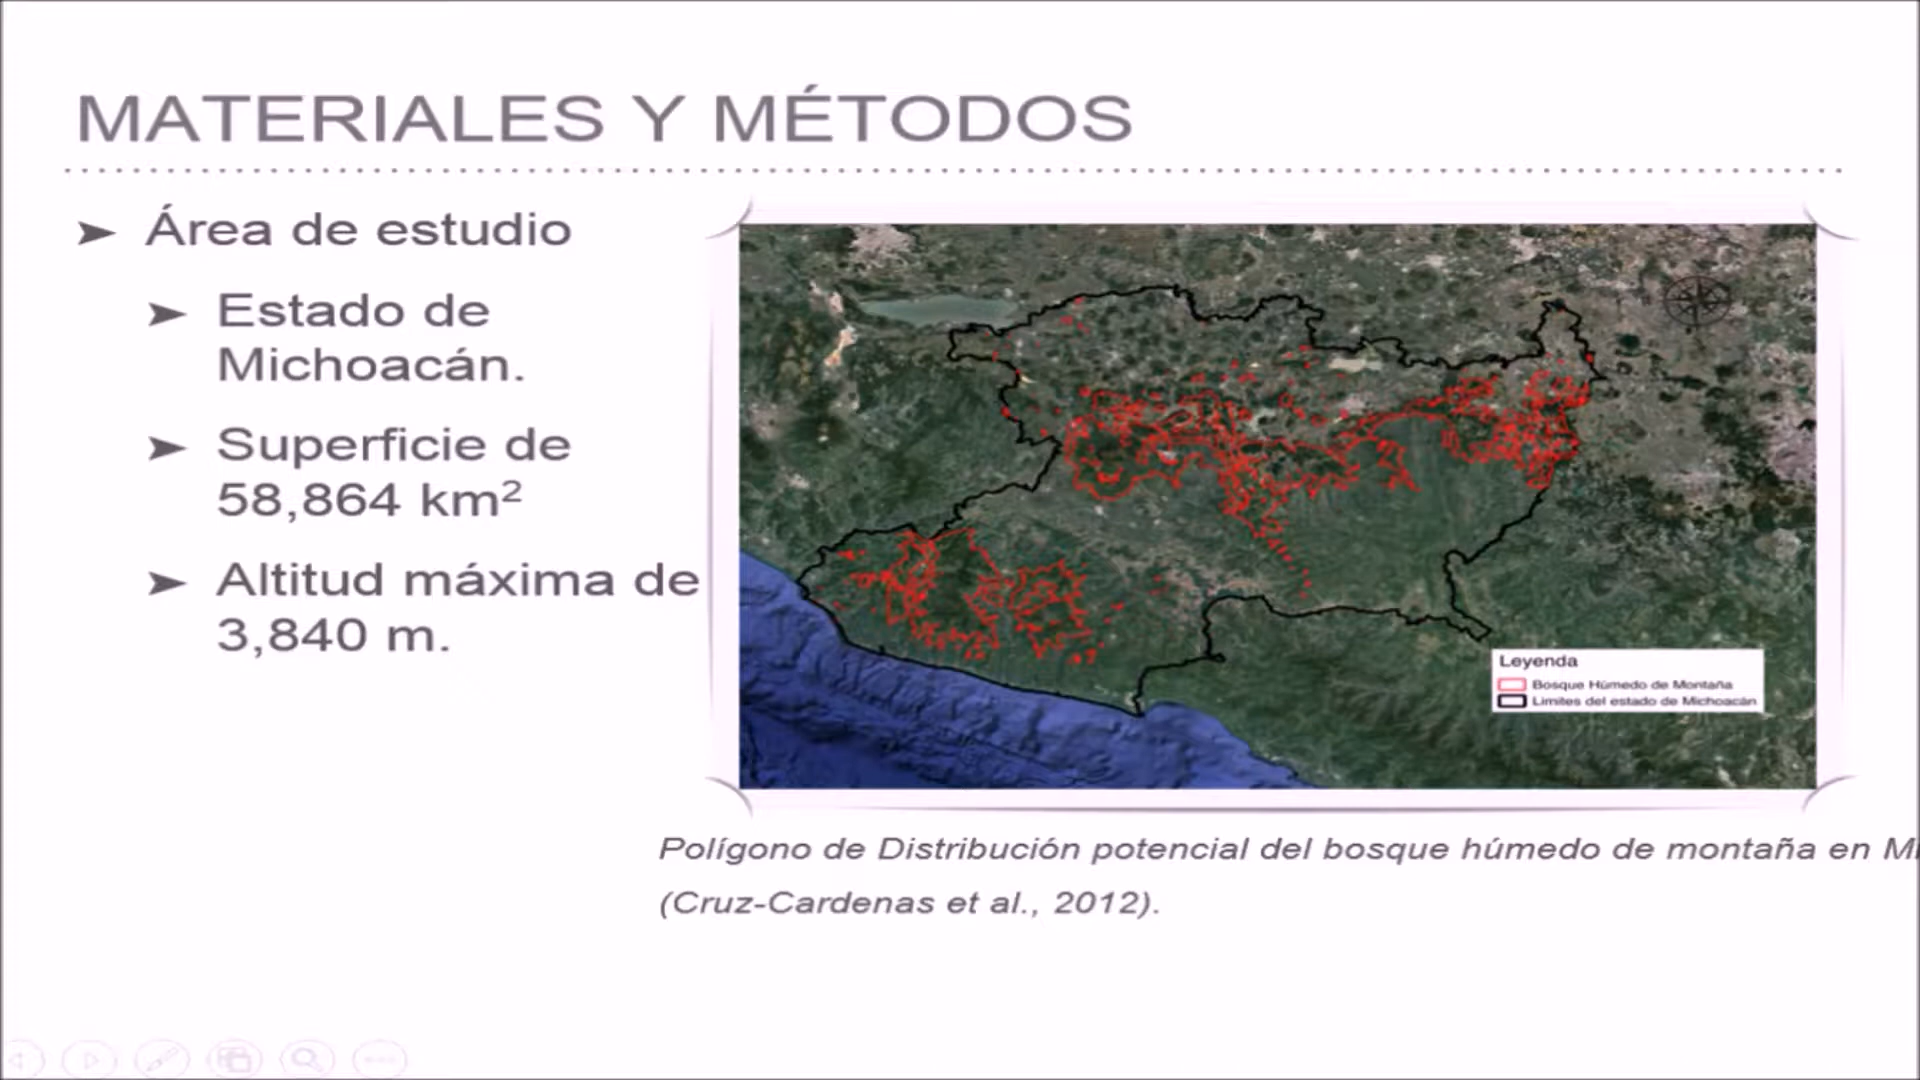 MATERIALES Y MÉTODOS
➤ Área de estudio
➤ Estado de
Michoacán.
➤ Superficie de
58,864 km²
➤ Altitud máxima de
3,840 m.
Leyenda
Bosque Húmedo de Montaña
Limites del estado de Michoacán
Polígono de Distribución potencial del bosque húmedo de montaña en
(Cruz-Cardenas et al., 2012).